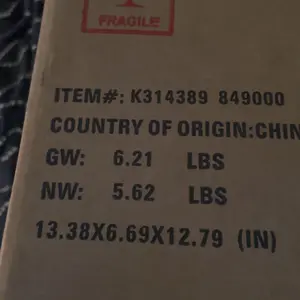 FRAGILE
ITEM#: K314389 849000
COUNTRY OF ORIGIN:CHIN
GW: 6.21 LBS
NW: 5.62 LBS
13.38X6.69X12.79 (IN)